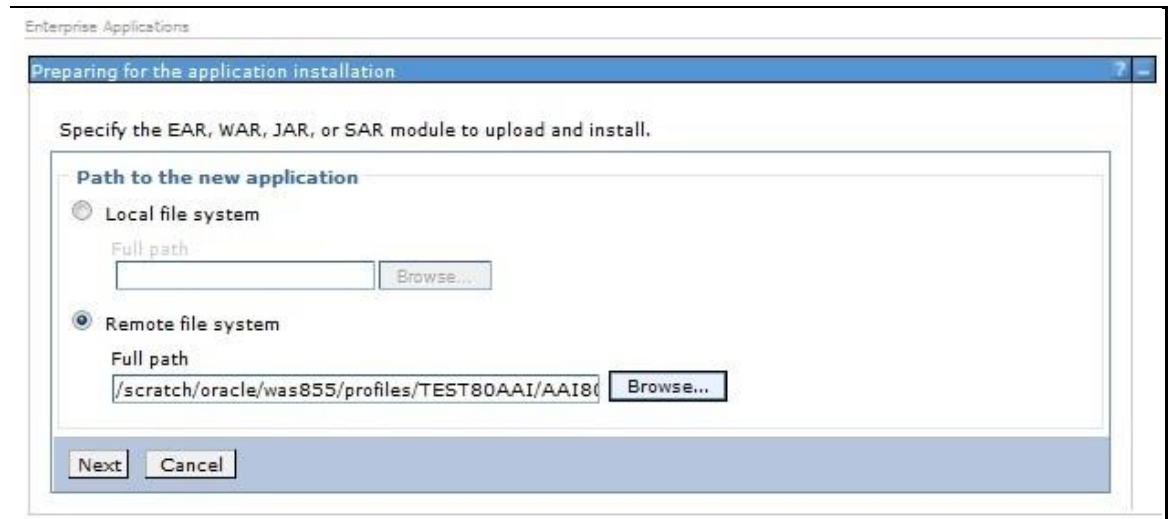 Enterprise Applications
Preparing for the application installation ? -
Specify the EAR, WAR, JAR, or SAR module to upload and install.
Path to the new application
Local file system
Full path
Browse...
Remote file system
Full path
/scratch/oracle/was855/profiles/TEST80AAI/AAI80 Browse...
Next Cancel